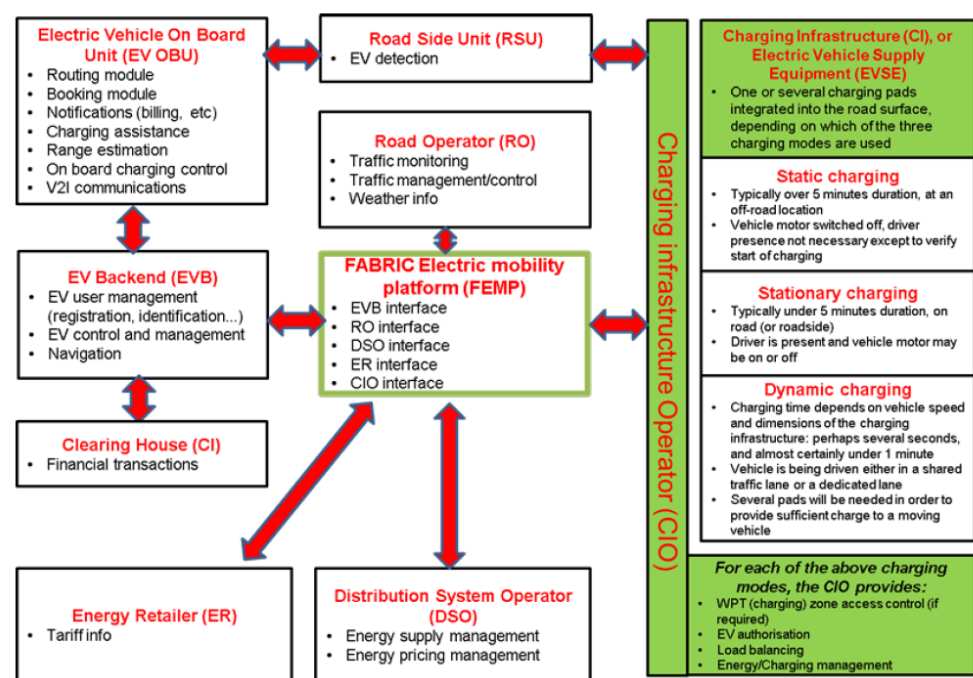 Electric Vehicle On Board
Unit (EV OBU)
• Routing module
• Booking module
• Notifications (billing, etc)
• Charging assistance
• Range estimation
• On board charging control
• V2I communications
Road Side Unit (RSU)
• EV detection
Road Operator (RO)
• Traffic monitoring
• Traffic management/control
• Weather info
EV Backend (EVB)
• EV user management
(registration, identification...)
• EV control and management
• Navigation
FABRIC Electric mobility
platform (FEMP)
• EVB interface
• RO interface
• DSO interface
• ER interface
• CIO interface
Clearing House (CI)
• Financial transactions
Energy Retailer (ER)
• Tariff info
Distribution System Operator
(DSO)
• Energy supply management
• Energy pricing management
Charging infrastructure Operator (CIO)
Charging Infrastructure (CI), or
Electric Vehicle Supply
Equipment (EVSE)
• One or several charging pads
integrated into the road surface,
depending on which of the three
charging modes are used
Static charging
• Typically over 5 minutes duration, at an
off-road location
• Vehicle motor switched off, driver
presence not necessary except to verify
start of charging
Stationary charging
• Typically under 5 minutes duration, on
road (or roadside)
• Driver is present and vehicle motor may
be on or off
Dynamic charging
• Charging time depends on vehicle speed
and dimensions of the charging
infrastructure: perhaps several seconds,
and almost certainly under 1 minute
• Vehicle is being driven either in a shared
traffic lane or a dedicated lane
• Several pads will be needed in order to
provide sufficient charge to a moving
vehicle
For each of the above charging
modes, the CIO provides:
• WPT (charging) zone access control (if
required)
• EV authorisation
• Load balancing
• Energy/Charging management